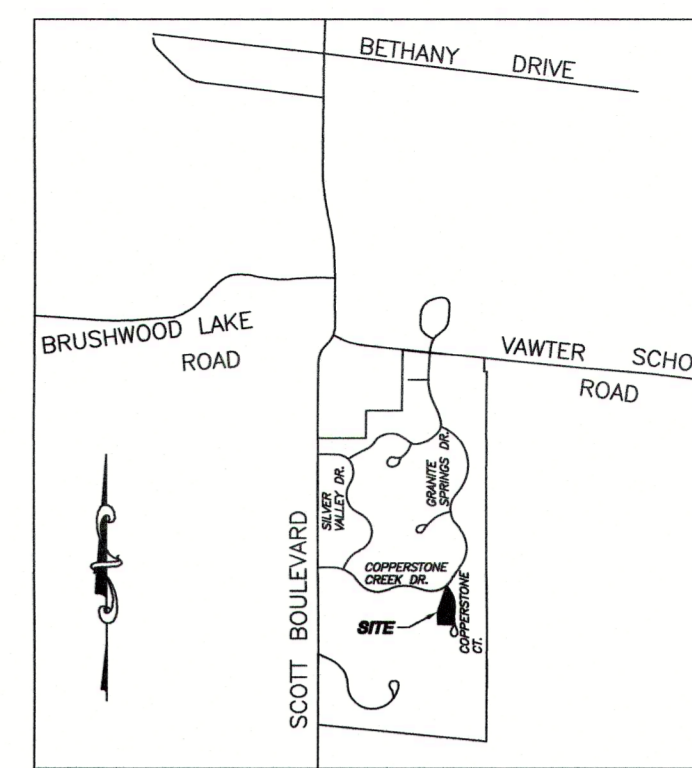 BETHANY DRIVE
BRUSHWOOD LAKE
ROAD
VAWTER SCHO
ROAD
SILVER
VALLEY DR.
GRANITE
SPRINGS DR.
COPPERSTONE
CREEK DR.
SITE
COPPERSTONE
CT.
SCOTT BOULEVARD